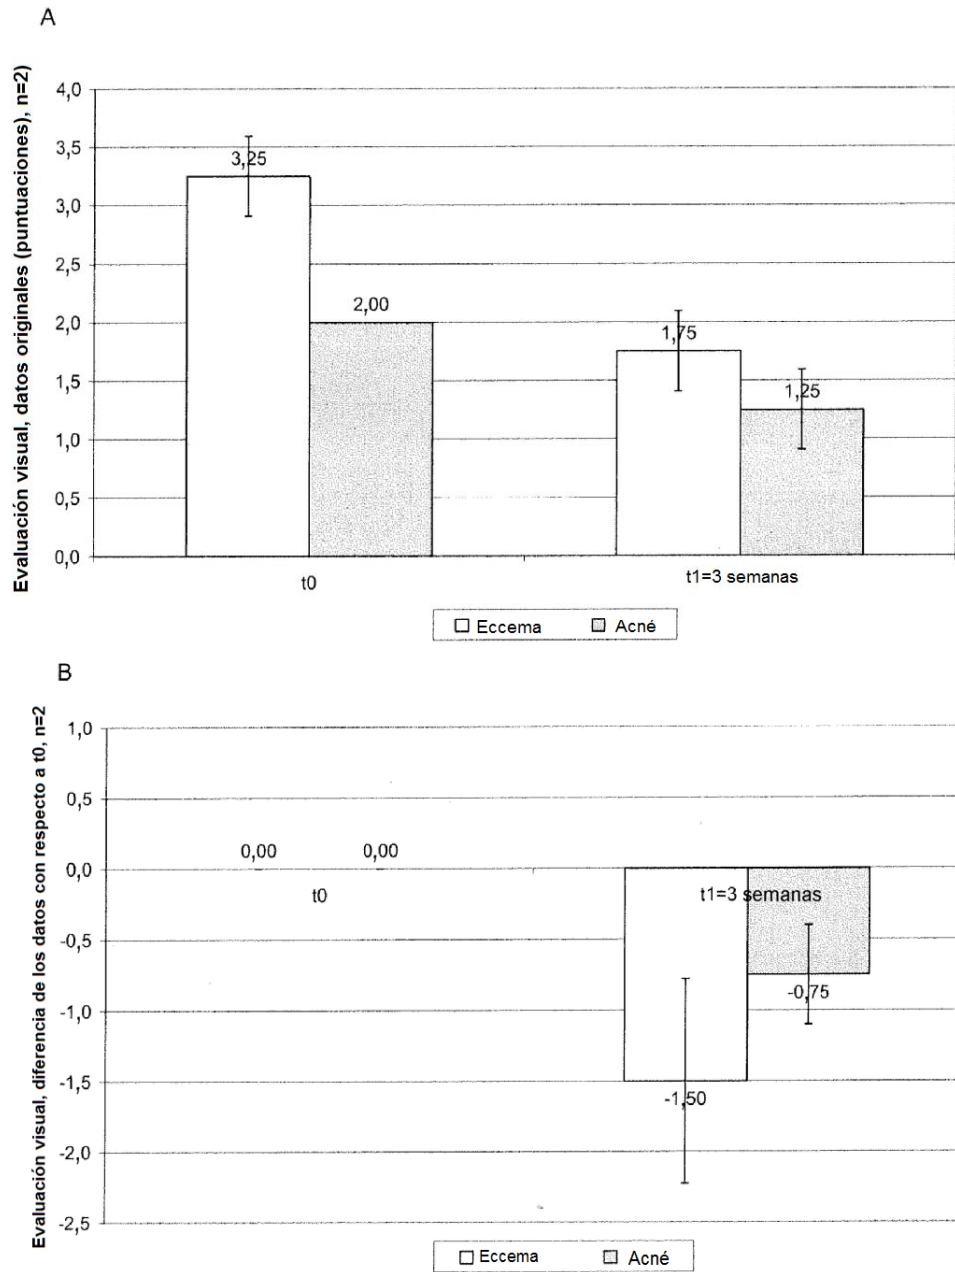 A
Evaluación visual, datos originales (puntuaciones), n=2)
4,0
3,5
3,0
2,5
2,0
1,5
1,0
0,5
0,0
3,25
2,00
1,75
1,25
t0
t1=3 semanas
Eccema
Acné
B
Evaluación visual, diferencia de los datos con respecto a t0, n=2
1,0
0,5
0,0
-0,5
-1,0
-1,5
-2,0
-2,5
0,00
0,00
t0
t1=3 semanas
-0,75
-1,50
Eccema
Acné